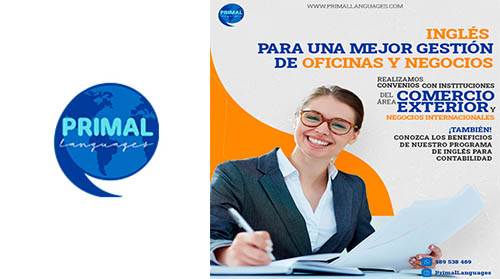 PRIMAL
Languages
PRIMAL
Languages
WWW.PRIMALLANGUAGES.COM
INGLÉS
PARA UNA MEJOR GESTIÓN
DE OFICINAS Y NEGOCIOS
REALIZAMOS
CONVENIOS CON INSTITUCIONES
DEL ÁREA COMERCIO
EXTERIOR Y
NEGOCIOS INTERNACIONALES
¡TAMBIÉN!
CONOZCA LOS BENEFICIOS
DE NUESTRO PROGRAMA
DE INGLÉS PARA
CONTABILIDAD
989 538 469
PrimalLanguages